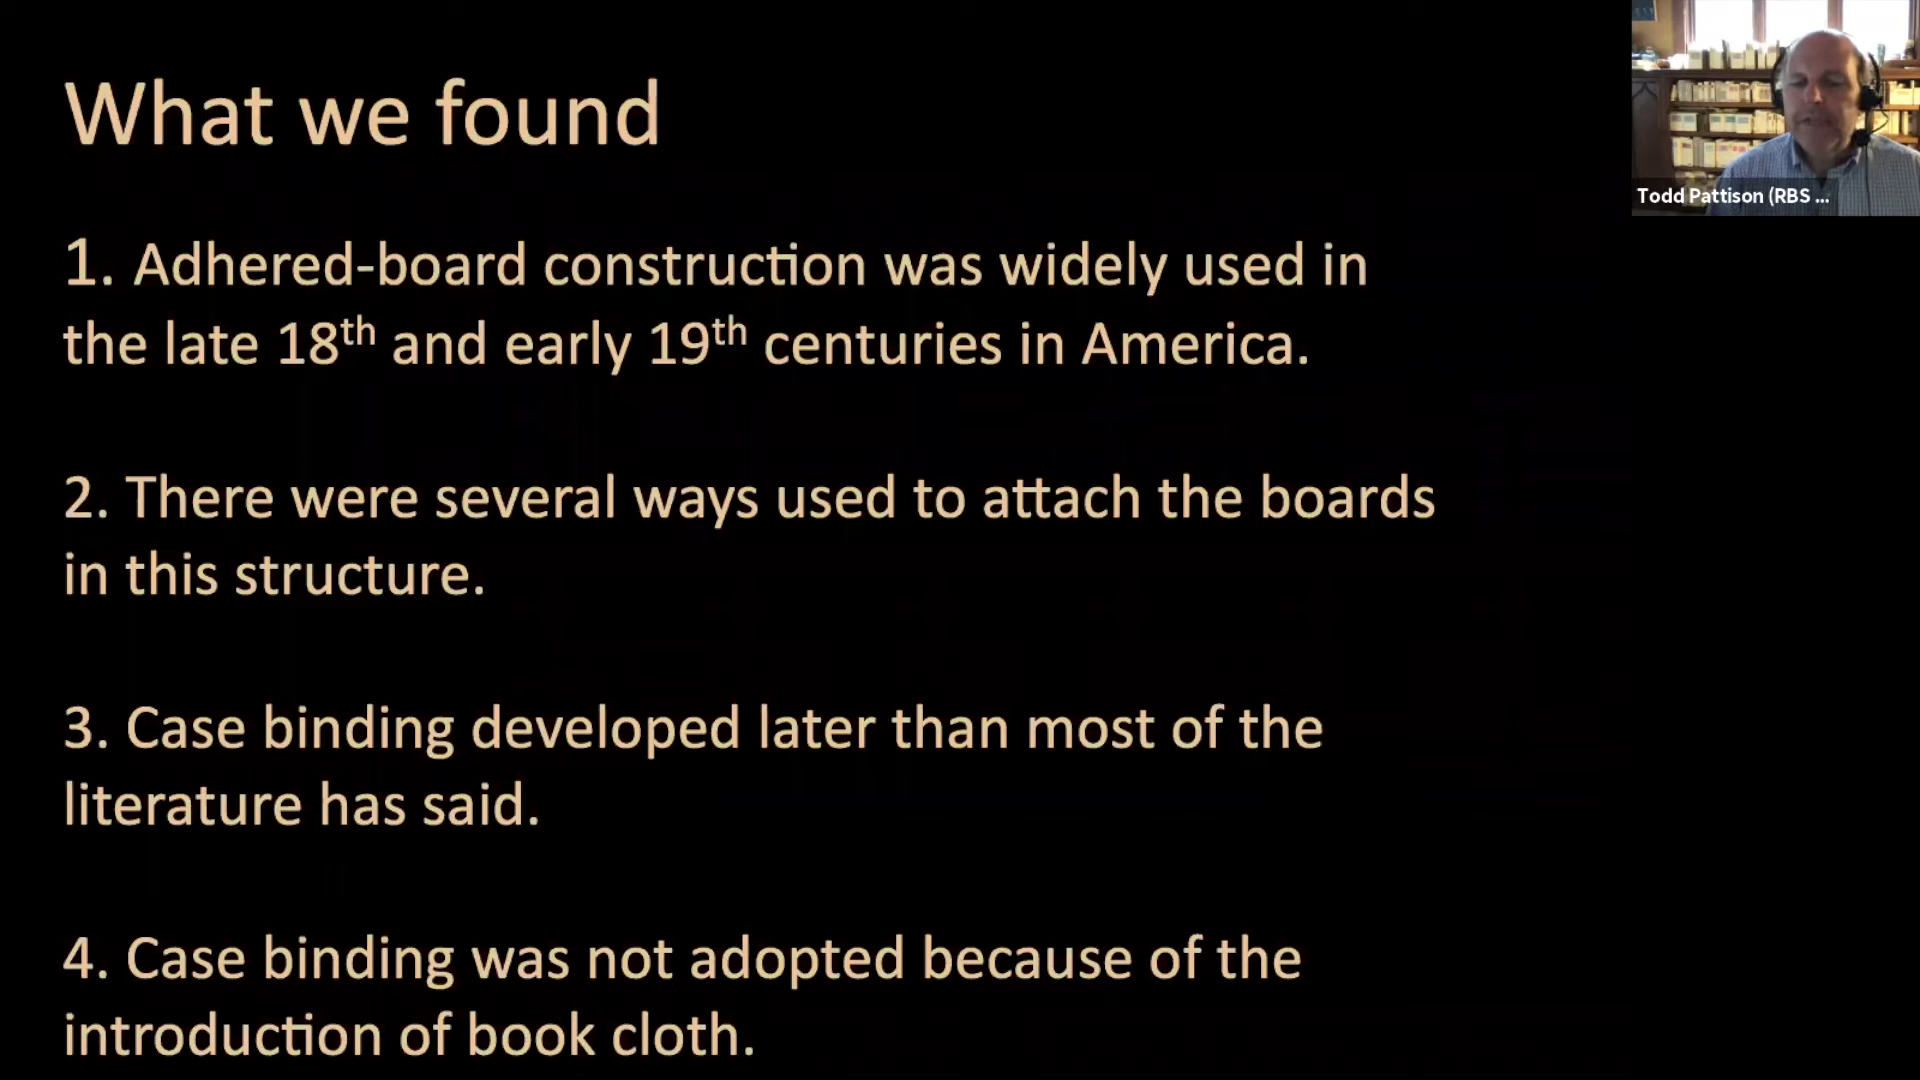 What we found
Todd Pattison (RBS ...
1. Adhered-board construction was widely used in
the late 18th and early 19th centuries in America.
2. There were several ways used to attach the boards
in this structure.
3. Case binding developed later than most of the
literature has said.
4. Case binding was not adopted because of the
introduction of book cloth.